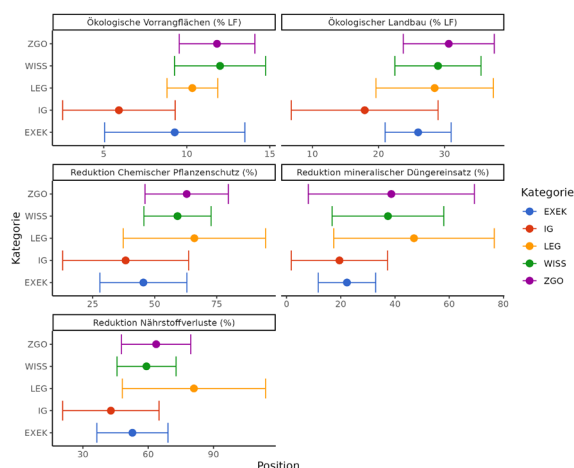 Ökologische Vorrangflächen (% LF)
Ökologischer Landbau (% LF)
ZGO
WISS
LEG
IG
EXEK
5
10
15
10
20
30
Reduktion Chemischer Pflanzenschutz (%)
Reduktion mineralischer Düngereinsatz (%)
ZGO
WISS
LEG
IG
EXEK
25
50
75
0
20
40
60
80
Reduktion Nährstoffverluste (%)
ZGO
WISS
LEG
IG
EXEK
30
60
90
Kategorie
Position
Kategorie
EXEK
IG
LEG
WISS
ZGO